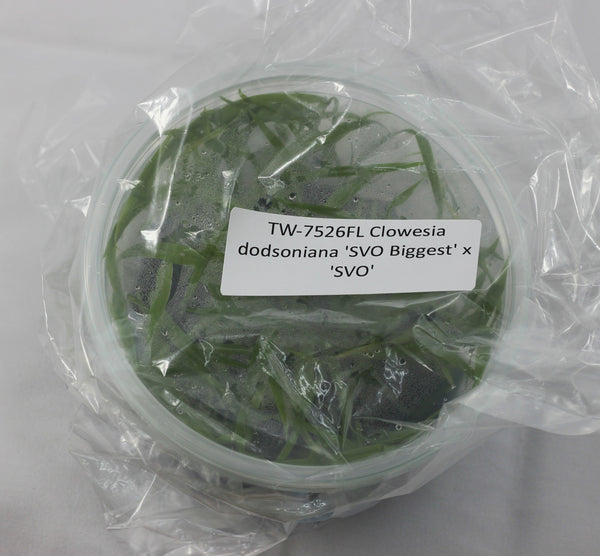 TW-7526FL Clowesia
dodsoniana 'SVO Biggest' x
'SVO'